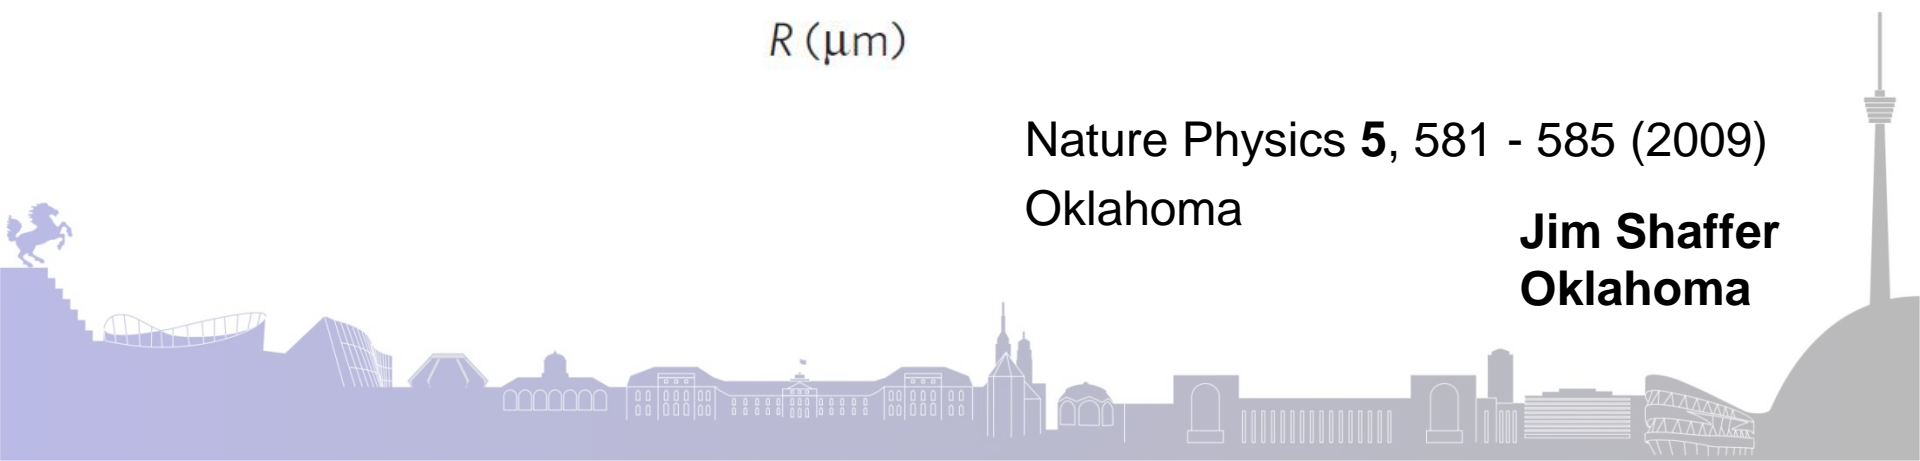 R (μm)
Nature Physics 5, 581 - 585 (2009)
Oklahoma
Jim Shaffer
Oklahoma